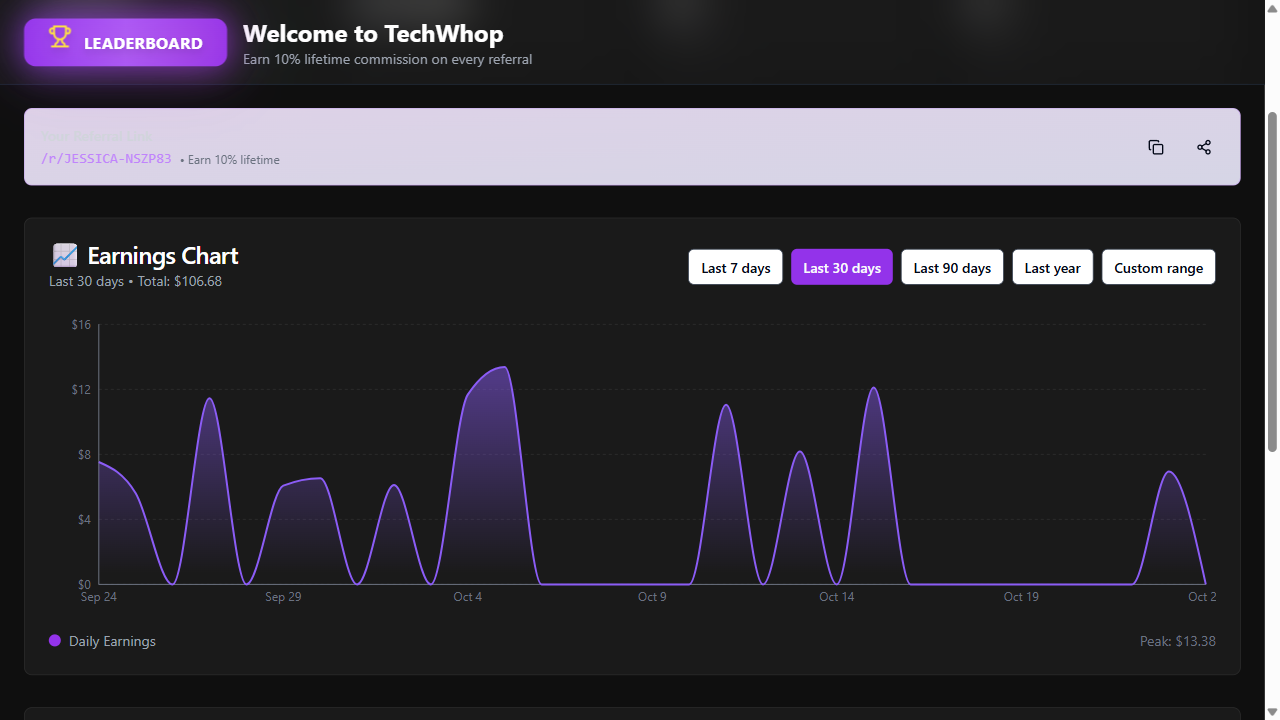 LEADERBOARD
Welcome to TechWhop
Earn 10% lifetime commission on every referral
/r/JESSICA-NSZP83 • Earn 10% lifetime
Earnings Chart
Last 30 days • Total: $106.68
Last 7 days
Last 30 days
Last 90 days
Last year
Custom range
$16
$12
$8
$4
$0
Sep 24
Sep 29
Oct 4
Oct 9
Oct 14
Oct 19
Oct 2
Daily Earnings
Peak: $13.38